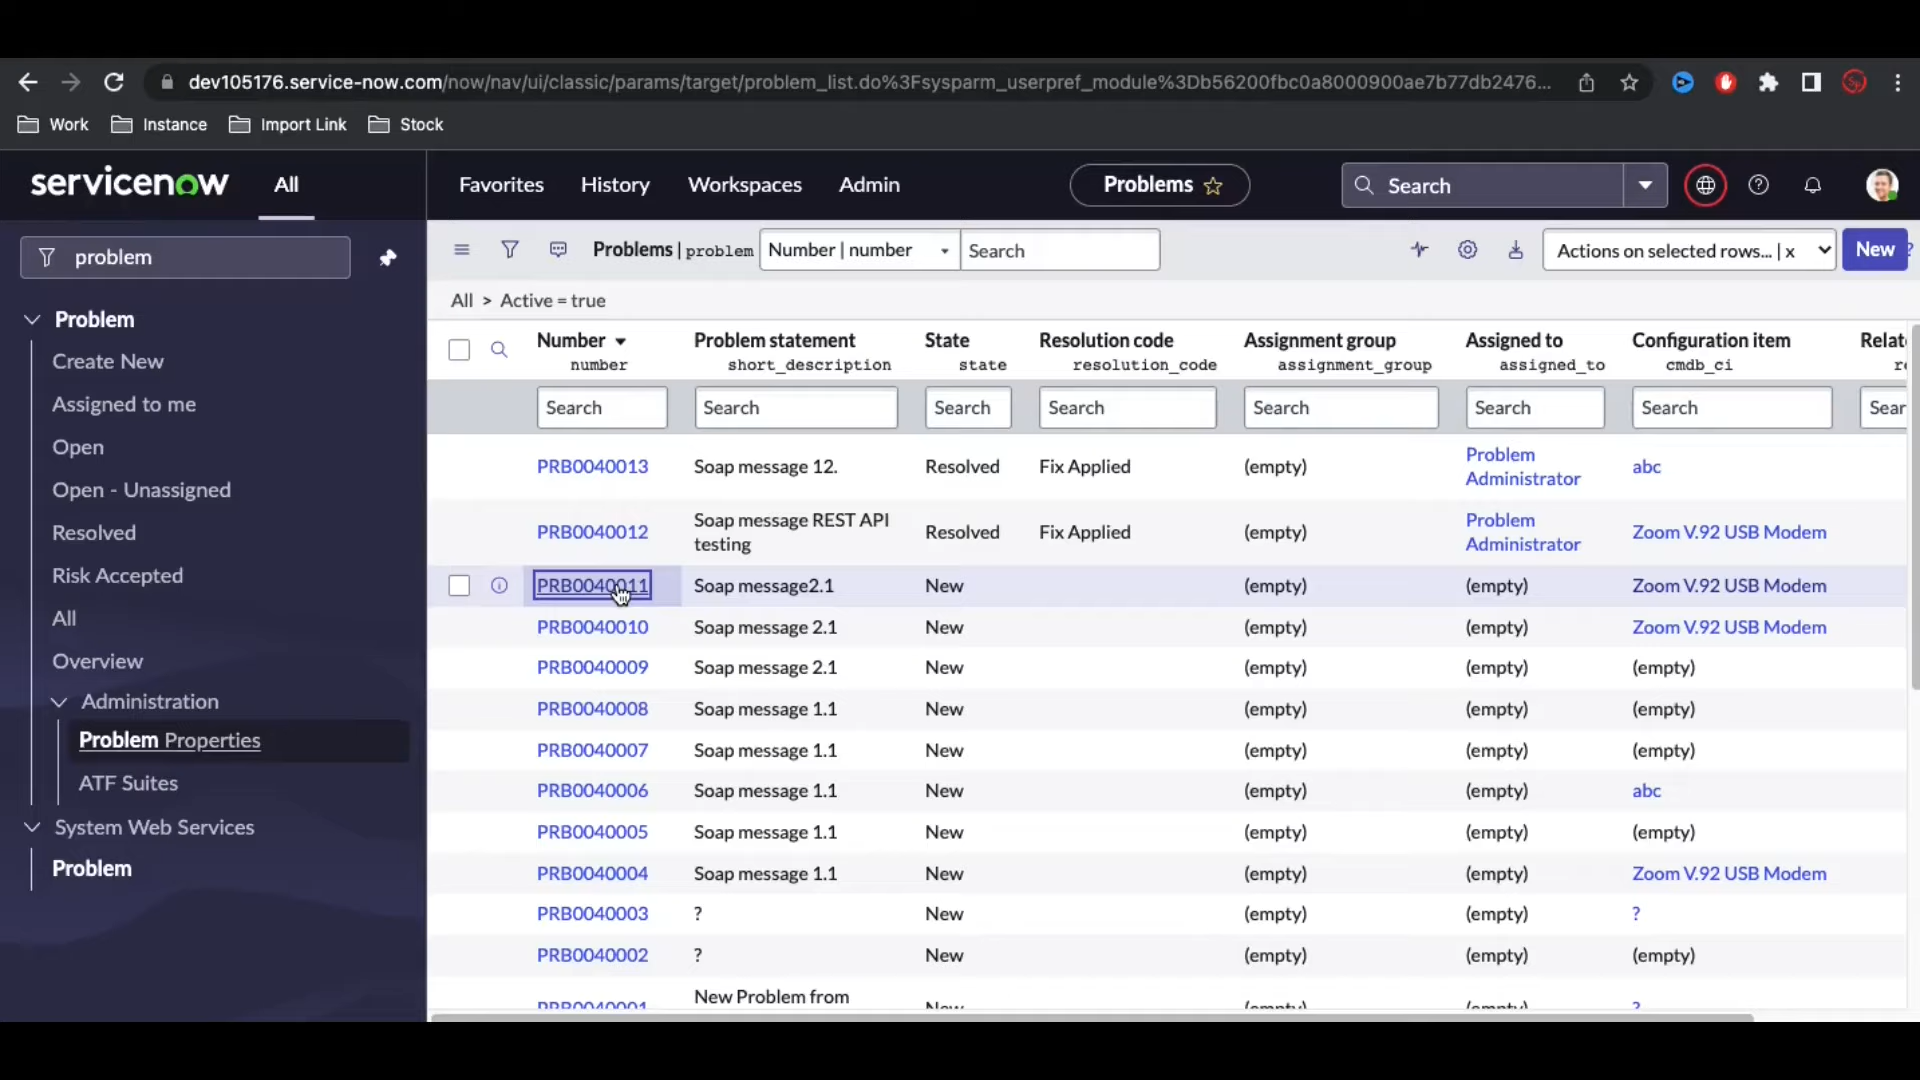 dev105176.service-now.com/now/nav/ui/classic/params/target/problem_list.do%3Fsysparm_userpref_module%3Db56200fbc0a8000900ae7b77db2476...
Work Instance Import Link Stock
servicenow All Favorites History Workspaces Admin Problems Search
problem
Problems | problem Number | number Search Actions on selected rows... | x New
All > Active = true
Problem
Create New
Assigned to me
Open
Open - Unassigned
Resolved
Risk Accepted
All
Overview
Administration
Problem Properties
ATF Suites
System Web Services
Problem
Number Problem statement State Resolution code Assignment group Assigned to Configuration item
number short_description state resolution_code assignment_group assigned_to cmdb_ci
Search Search Search Search Search Search Search
PRB0040013 Soap message 12. Resolved Fix Applied (empty) Problem Administrator abc
PRB0040012 Soap message REST API testing Resolved Fix Applied (empty) Problem Administrator Zoom V.92 USB Modem
PRB0040011 Soap message2.1 New (empty) (empty) Zoom V.92 USB Modem
PRB0040010 Soap message 2.1 New (empty) (empty) Zoom V.92 USB Modem
PRB0040009 Soap message 2.1 New (empty) (empty) (empty)
PRB0040008 Soap message 1.1 New (empty) (empty) (empty)
PRB0040007 Soap message 1.1 New (empty) (empty) (empty)
PRB0040006 Soap message 1.1 New (empty) (empty) abc
PRB0040005 Soap message 1.1 New (empty) (empty) (empty)
PRB0040004 Soap message 1.1 New (empty) (empty) Zoom V.92 USB Modem
PRB0040003 ? New (empty) (empty) ?
PRB0040002 ? New (empty) (empty) (empty)
PRB0040001 New Problem from New (empty) (empty) ?